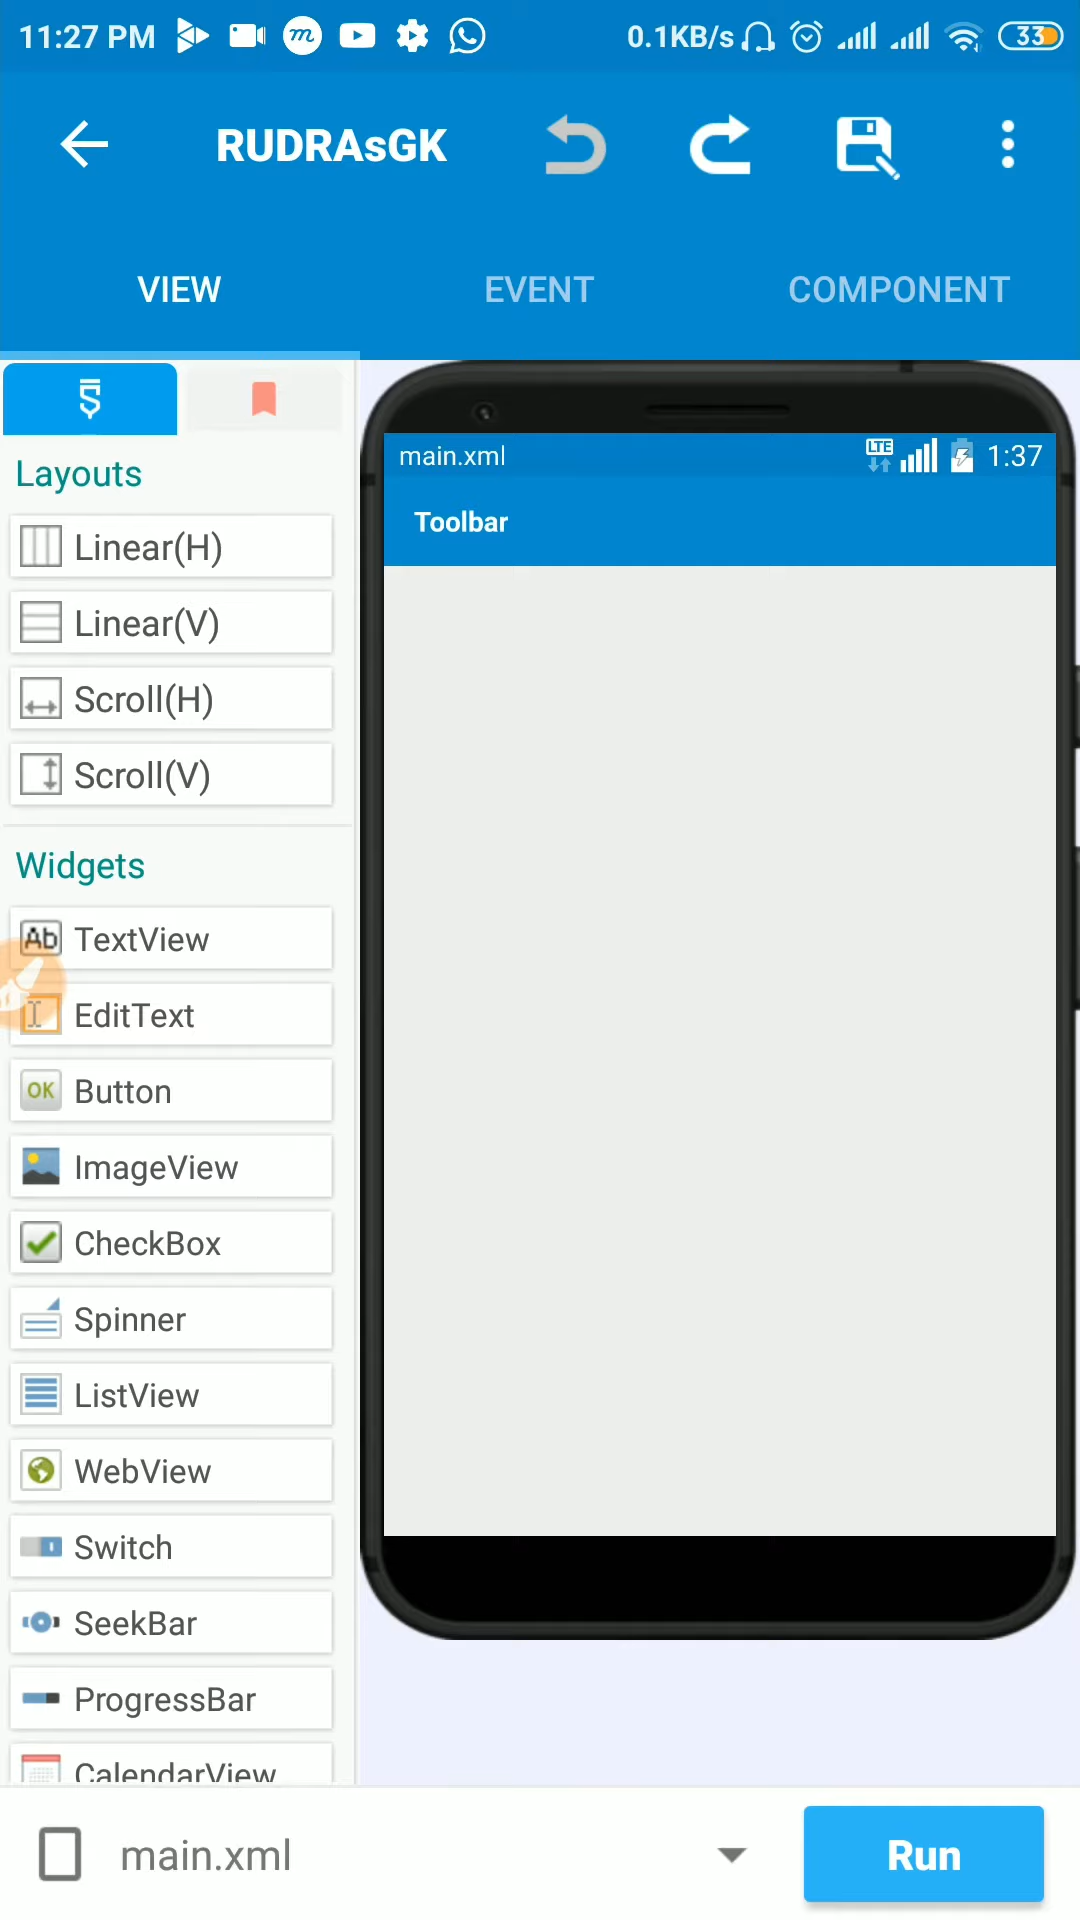 11:27 PM m 0.1KB/s 33
RUDRAsGK
VIEW EVENT COMPONENT
main.xml LTE 1:37
Toolbar
Layouts
Linear(H)
Linear(V)
Scroll(H)
Scroll(V)
Widgets
Ab TextView
EditText
OK Button
ImageView
CheckBox
Spinner
ListView
WebView
Switch
SeekBar
ProgressBar
CalendarView
main.xml Run